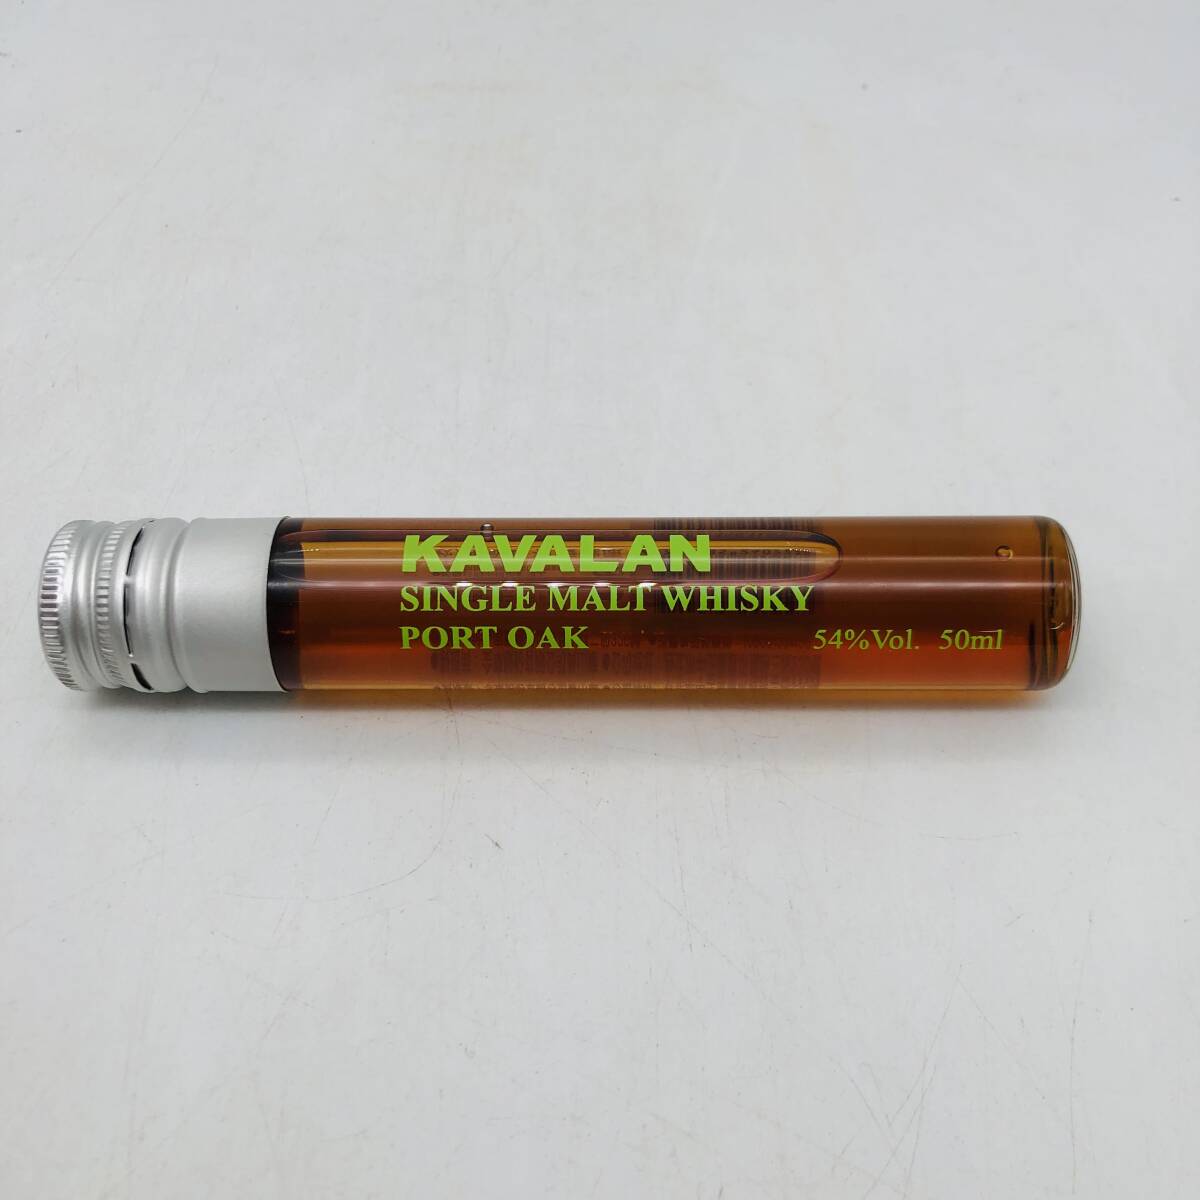 KAVALAN
SINGLE MALT WHISKY
PORT OAK 54%Vol. 50ml